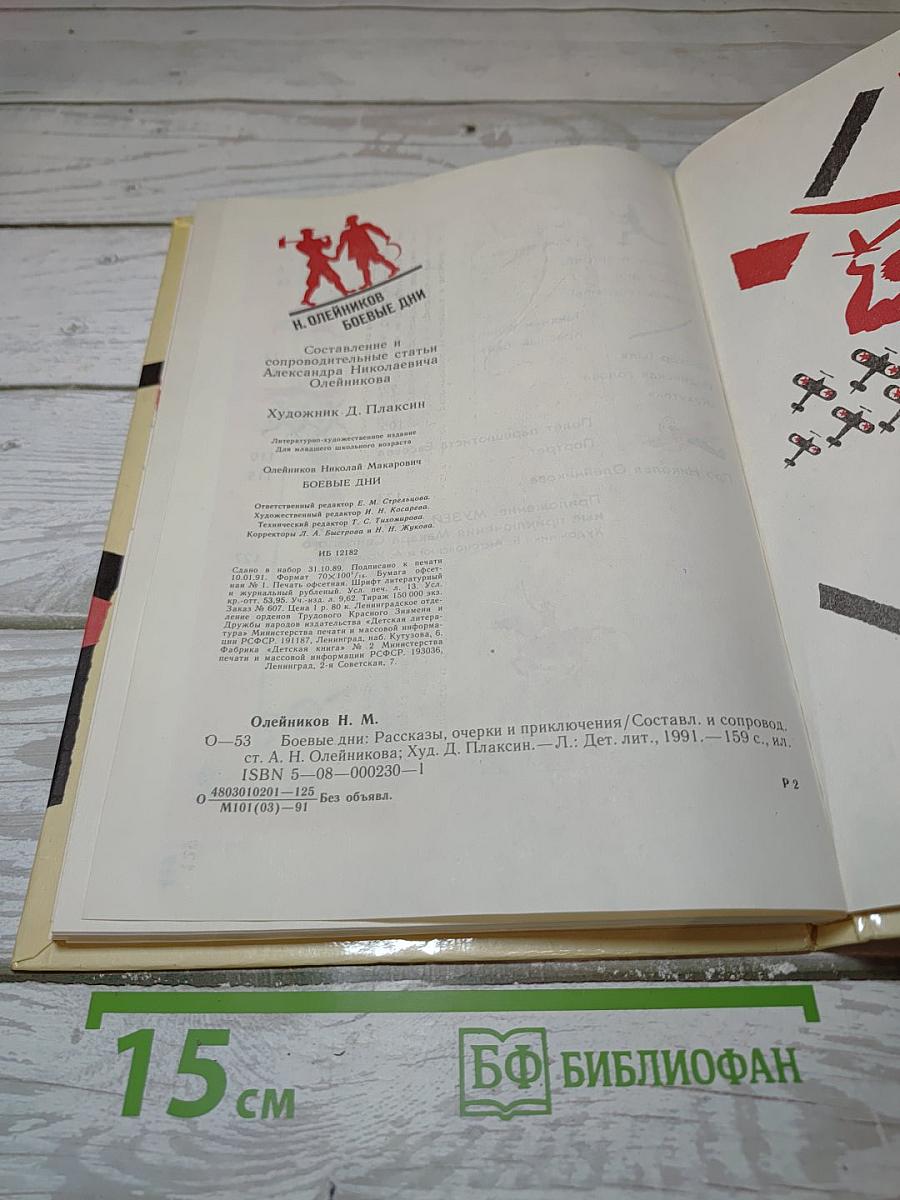 Н. ОЛЕЙНИКОВ
БОЕВЫЕ ДНИ
Составление и
сопроводительные статьи
Александра Николаевича
Олейникова
Художник Д. Плаксин
Литературно-художественное издание
Для младшего школьного возраста
Олейников Николай Макарович
БОЕВЫЕ ДНИ
Ответственный редактор Е. М. Стрельцова.
Художественный редактор И. Н. Косарева.
Технический редактор Т. С. Тихомирова.
Корректоры Л. А. Быстрова и Н. Н. Жукова.
ИБ 12182
Сдано в набор 31.10.89. Подписано к печати
10.01.91. Формат 70×100¹/₁₆. Бумага офсет-
ная № 1. Печать офсетная. Шрифт литературный
и журнальный рубленый. Усл. печ. л. 13. Усл.
кр.-отт. 53,95. Уч.-изд. л. 9,62. Тираж 150 000 экз.
Заказ № 607. Цена 1 р. 80 к. Ленинградское отде-
ление орденов Трудового Красного Знамени и
Дружбы народов издательства «Детская литера-
тура» Министерства печати и массовой информа-
ции РСФСР. 191187, Ленинград, наб. Кутузова, 6.
Фабрика «Детская книга» № 2 Министерства
печати и массовой информации РСФСР. 193036,
Ленинград, 2-я Советская, 7.
Олейников Н. М.
О—53 Боевые дни: Рассказы, очерки и приключения/Составл. и сопровод.
ст. А. Н. Олейникова; Худ. Д. Плаксин.—Л.: Дет. лит., 1991.—159 с., ил.
ISBN 5—08—000230—1
О 4803010201—125
М101(03)—91 Без объявл.
Р 2
15 см
БФ БИБЛИОФАН